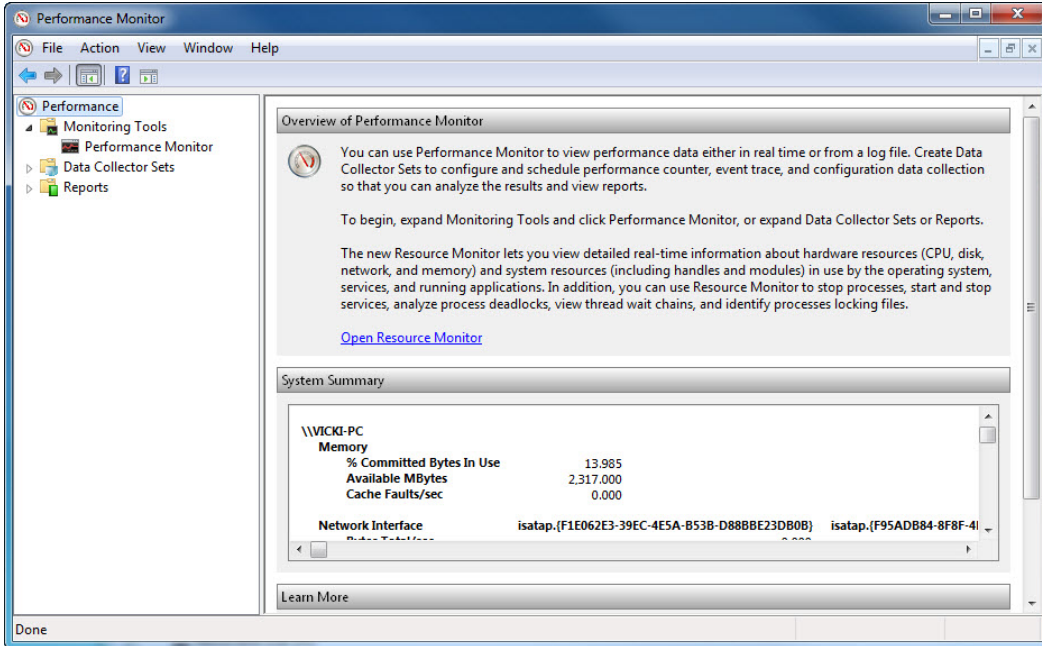 Performance Monitor
File Action View Window Help
Performance
Monitoring Tools
Performance Monitor
Data Collector Sets
Reports
Overview of Performance Monitor
You can use Performance Monitor to view performance data either in real time or from a log file. Create Data
Collector Sets to configure and schedule performance counter, event trace, and configuration data collection
so that you can analyze the results and view reports.
To begin, expand Monitoring Tools and click Performance Monitor, or expand Data Collector Sets or Reports.
The new Resource Monitor lets you view detailed real-time information about hardware resources (CPU, disk,
network, and memory) and system resources (including handles and modules) in use by the operating system,
services, and running applications. In addition, you can use Resource Monitor to stop processes, start and stop
services, analyze process deadlocks, view thread wait chains, and identify processes locking files.
Open Resource Monitor
System Summary
\\VICKI-PC
Memory
% Committed Bytes In Use 13.985
Available MBytes 2,317.000
Cache Faults/sec 0.000
Network Interface isatap.{F1E062E3-39EC-4E5A-B53B-D88BBE23DB0B} isatap.{F95ADB84-8F8F-4
Learn More
Done